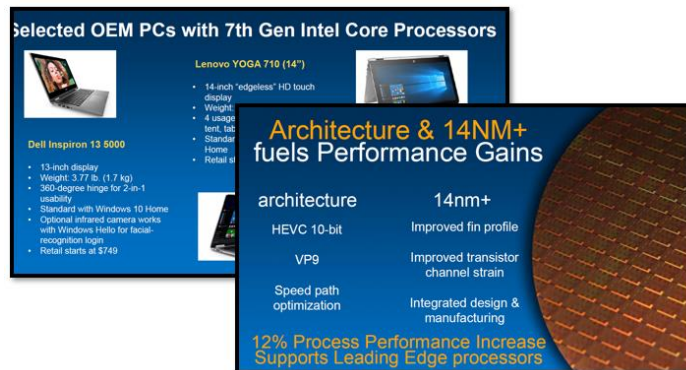 Selected OEM PCs with 7th Gen Intel Core Processors
Lenovo YOGA 710 (14”)
• 14-inch “edgeless” HD touch
display
• Weight:
• 4 usage
tent,
• 
Home
• Retail
Dell Inspiron 13 5000
• 13-inch display
• Weight: 3.77 lb. (1.7 kg)
• 360-degree hinge for 2-in-1
usability
• Standard with Windows 10 Home
• Optional infrared camera works
with Windows Hello for facial-
recognition login
• Retail starts at $749
Architecture & 14NM+
fuels Performance Gains
architecture
HEVC 10-bit
VP9
Speed path
optimization
14nm+
Improved fin profile
Improved transistor
channel strain
Integrated design &
manufacturing
12% Process Performance Increase
Supports Leading Edge processors